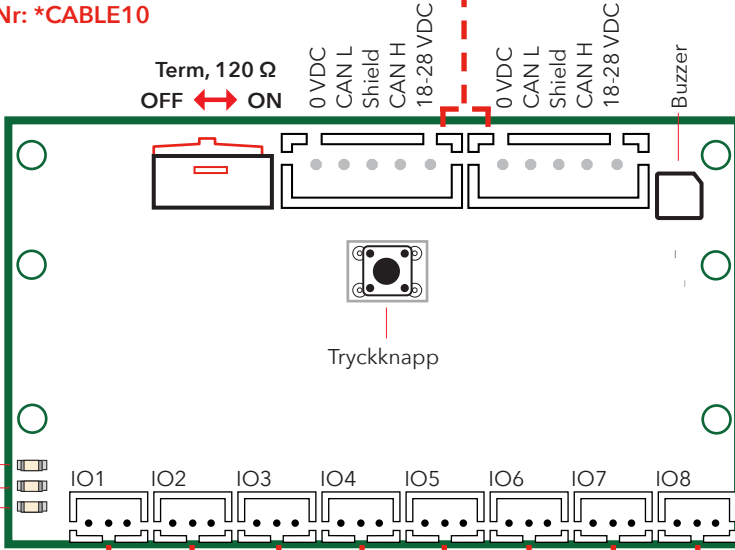 Nr: *CABLE10
Term, 120 Ω
OFF ON
0 VDC
CAN L
Shield
CAN H
18-28 VDC
0 VDC
CAN L
Shield
CAN H
18-28 VDC
Buzzer
Tryckknapp
IO1 IO2 IO3 IO4 IO5 IO6 IO7 IO8